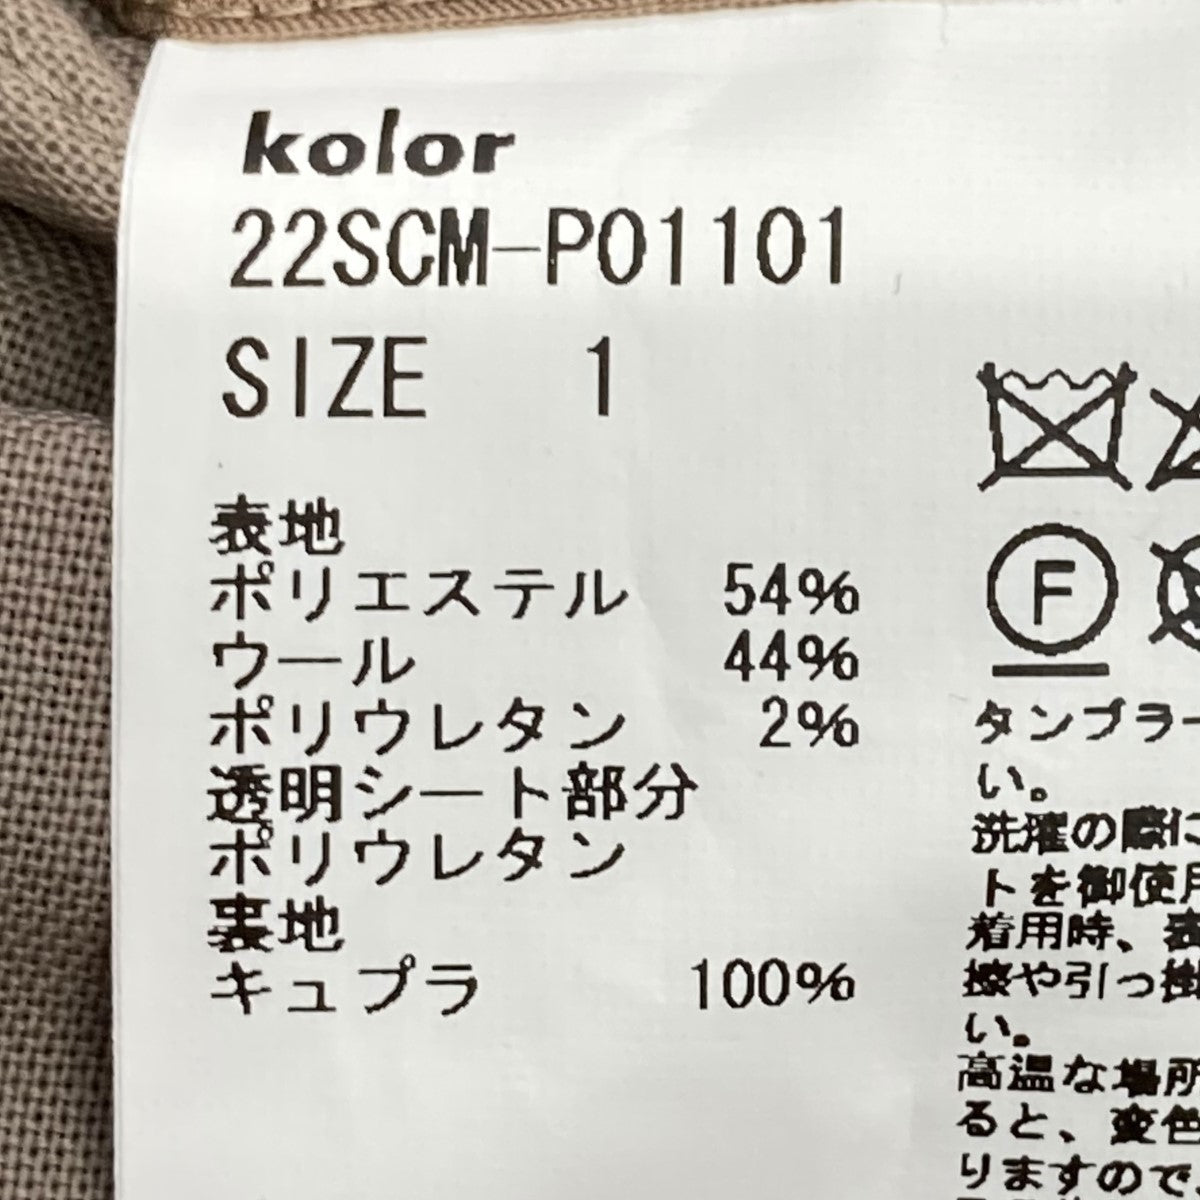 kolor
22SCM-P01101
SIZE 1
表地
ポリエステル 54%
ウール 44%
ポリウレタン 2%
透明シート部分
ポリウレタン
裏地
キュプラ 100%
F
タンブラー
い。
洗濯の際に
トを御使用
着用時、表
擦や引っ掛
い。
高温な場所
ると、変色
りますので、